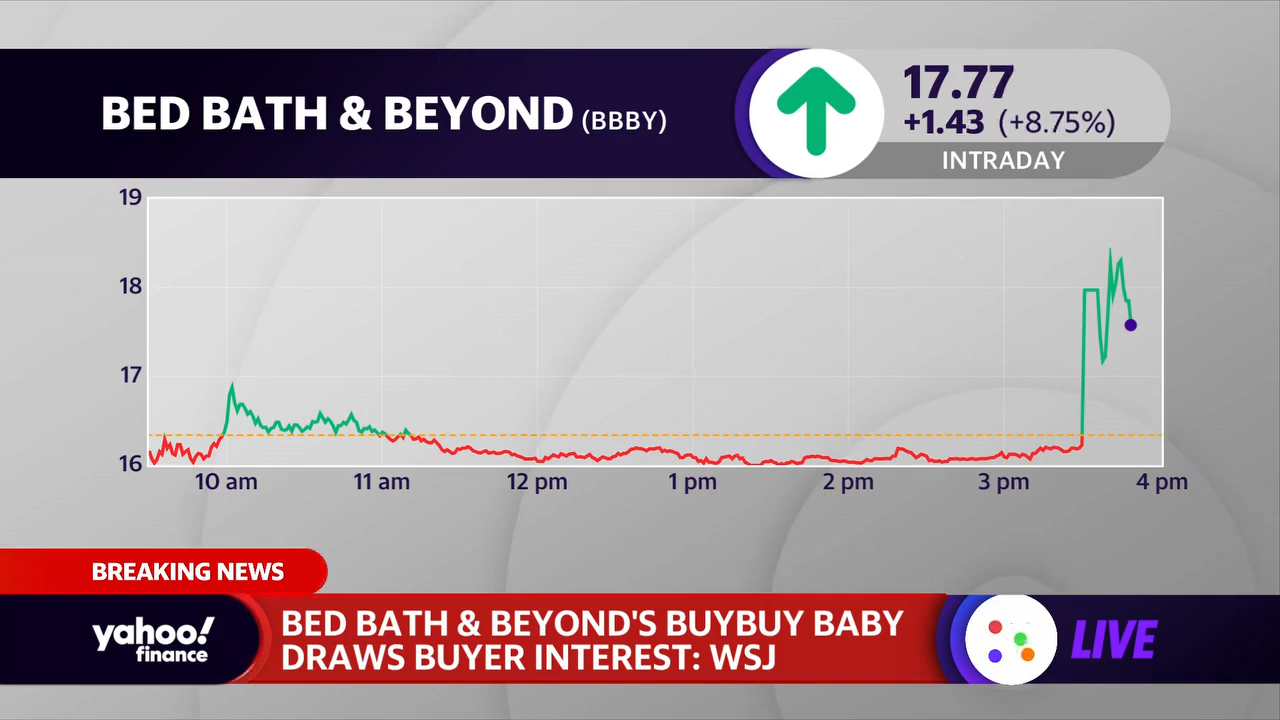 BED BATH & BEYOND (BBBY)
17.77
+1.43 (+8.75%)
INTRADAY
19
18
17
16
10 am 11 am 12 pm 1 pm 2 pm 3 pm 4 pm
BREAKING NEWS
yahoo!
finance
BED BATH & BEYOND'S BUYBUY BABY
DRAWS BUYER INTEREST: WSJ
LIVE